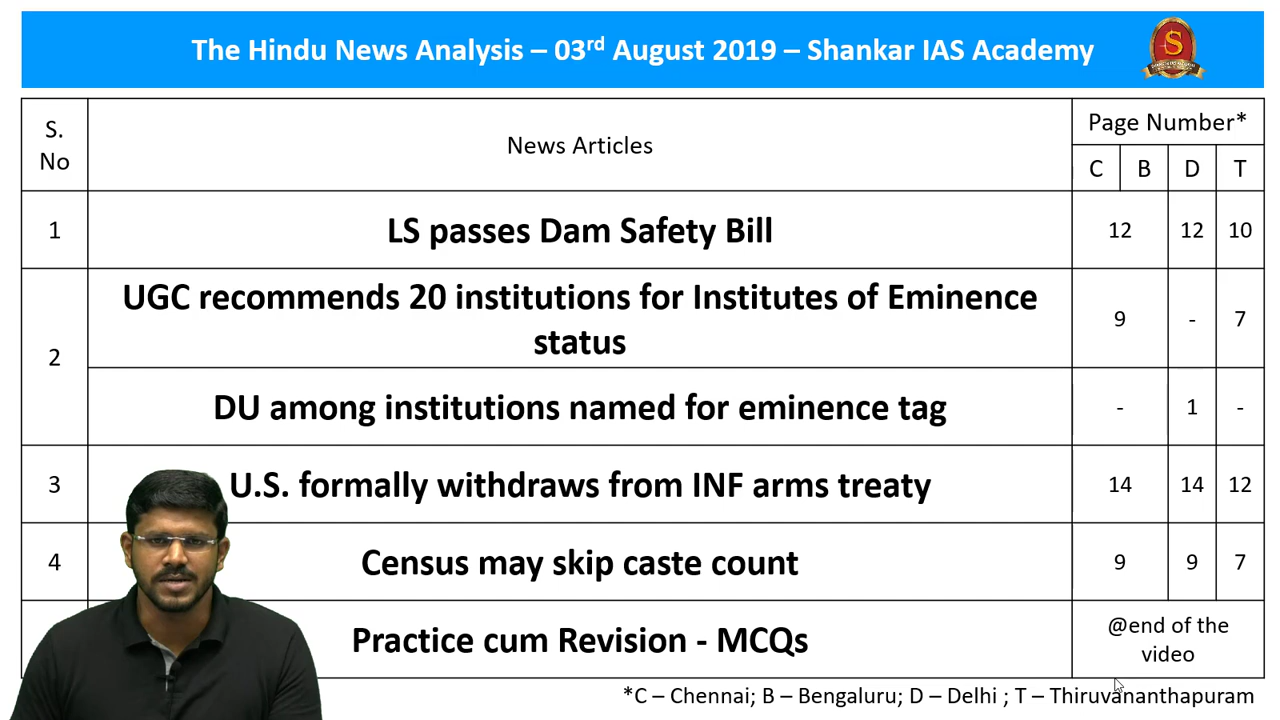 The Hindu News Analysis – 03rd August 2019 – Shankar IAS Academy
S
S.
No
News Articles
Page Number*
C B D T
1 LS passes Dam Safety Bill 12 12 10
2 UGC recommends 20 institutions for Institutes of Eminence
status
9 - 7
DU among institutions named for eminence tag - 1 -
3 U.S. formally withdraws from INF arms treaty 14 14 12
4 Census may skip caste count 9 9 7
Practice cum Revision - MCQs
@end of the
video
*C – Chennai; B – Bengaluru; D – Delhi ; T – Thiruvananthapuram